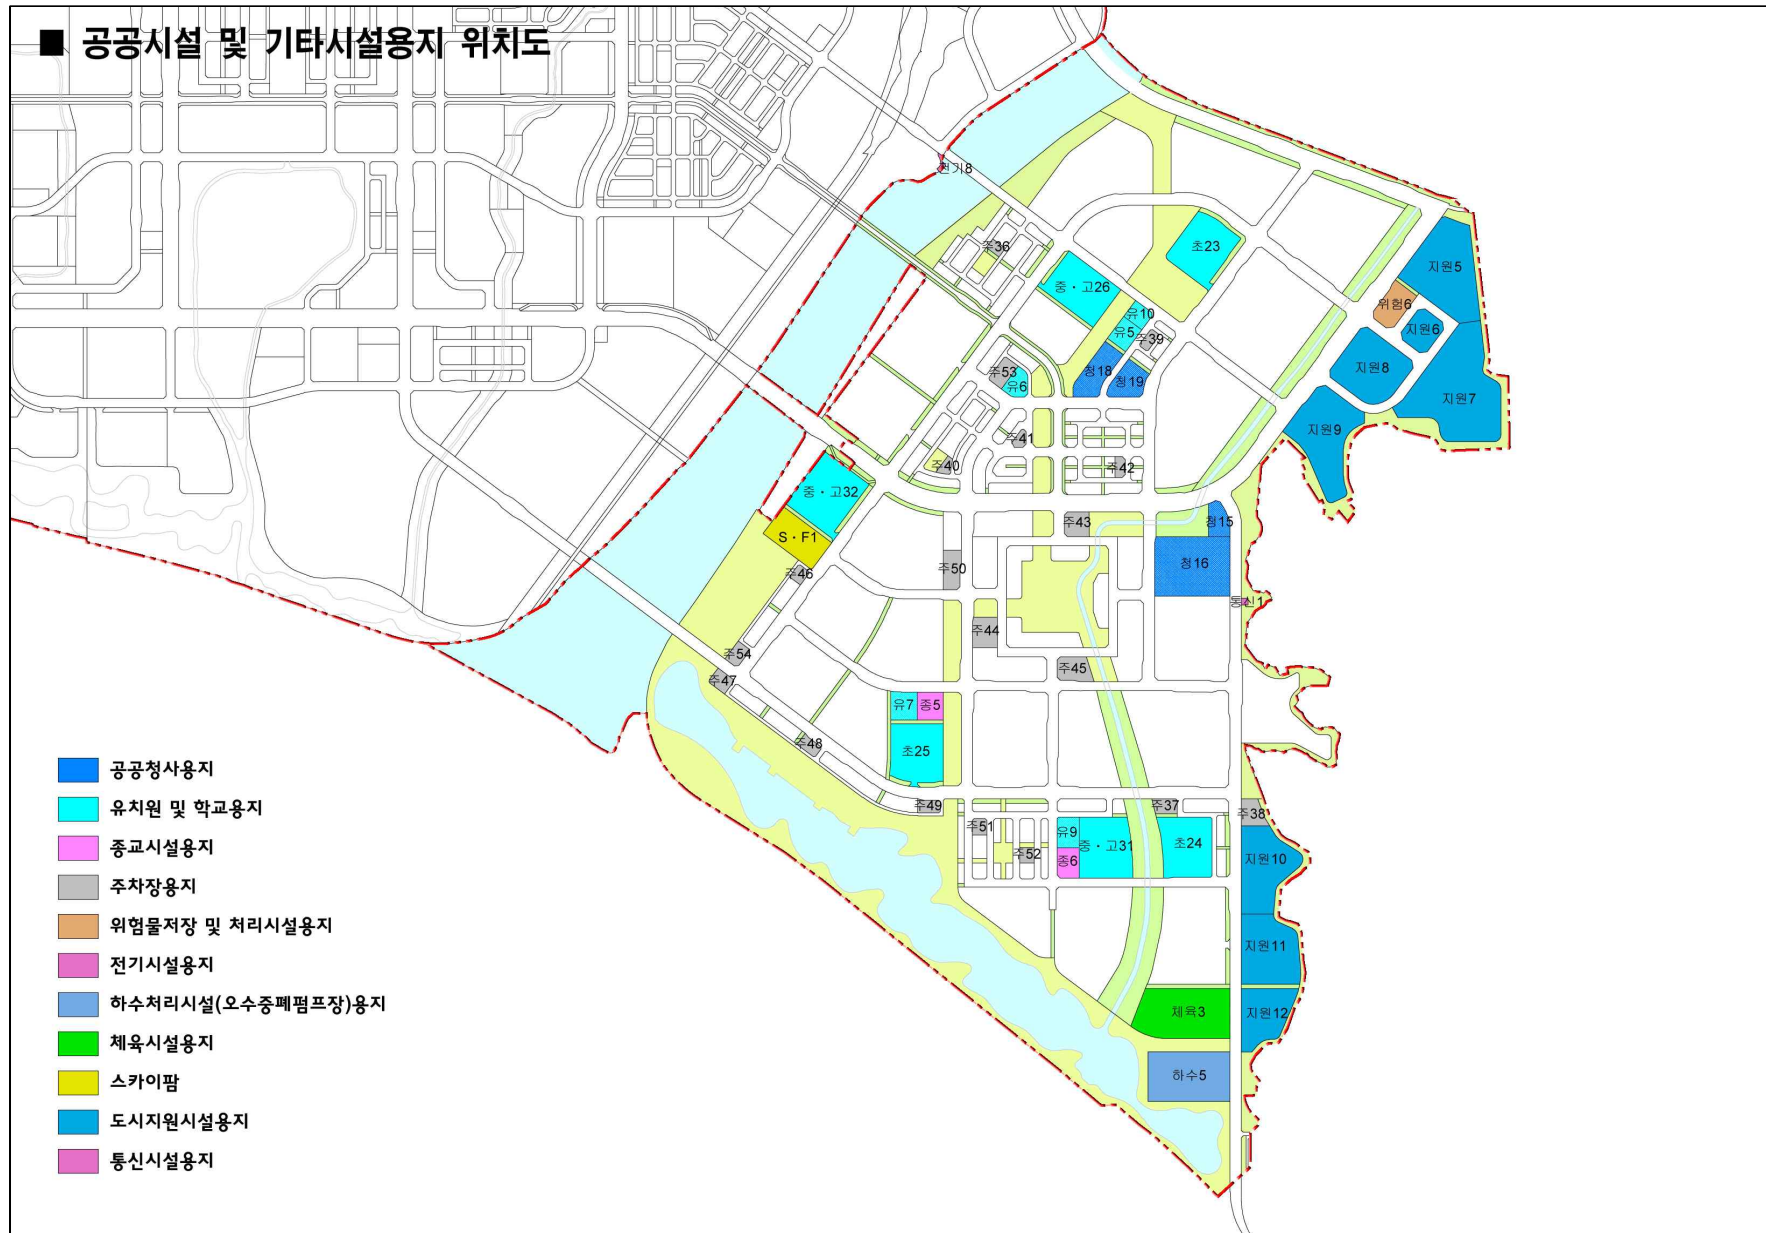 ■ 공공시설 및 기타시설용지 위치도
전기8
주36
초23
중·고26
지원5
위험6
지원6
유10
유5
주39
지원8
청18
청19
주53
유6
지원7
지원9
주41
주40
주42
중·고32
S·F1
주43
청15
청16
주50
주46
통신1
주44
주54
주45
주47
유7
종5
주48
초25
주49
주37
주38
주51
유9
중·고31
초24
주52
종6
지원10
지원11
체육3
지원12
하수5
공공청사용지
유치원 및 학교용지
종교시설용지
주차장용지
위험물저장 및 처리시설용지
전기시설용지
하수처리시설(오수중폐펌프장)용지
체육시설용지
스카이팜
도시지원시설용지
통신시설용지